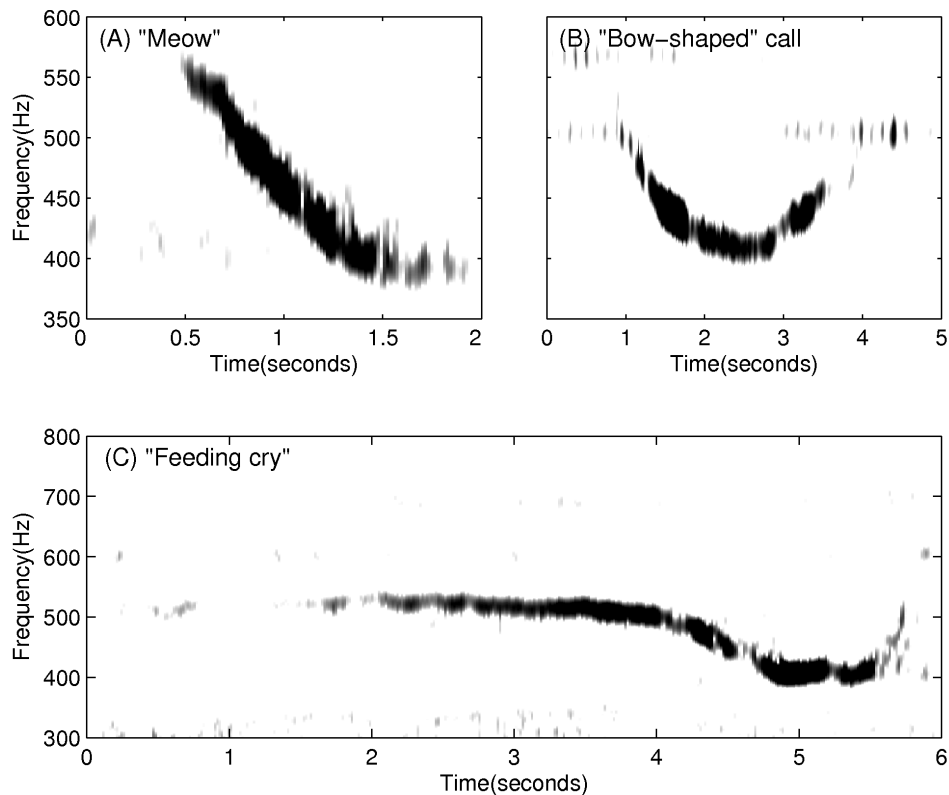 (A) "Meow"
600
550
500
450
400
350
Frequency(Hz)
0 0.5 1 1.5 2
Time(seconds)
(B) "Bow−shaped" call
0 1 2 3 4 5
Time(seconds)
(C) "Feeding cry"
800
700
600
500
400
300
Frequency(Hz)
0 1 2 3 4 5 6
Time(seconds)